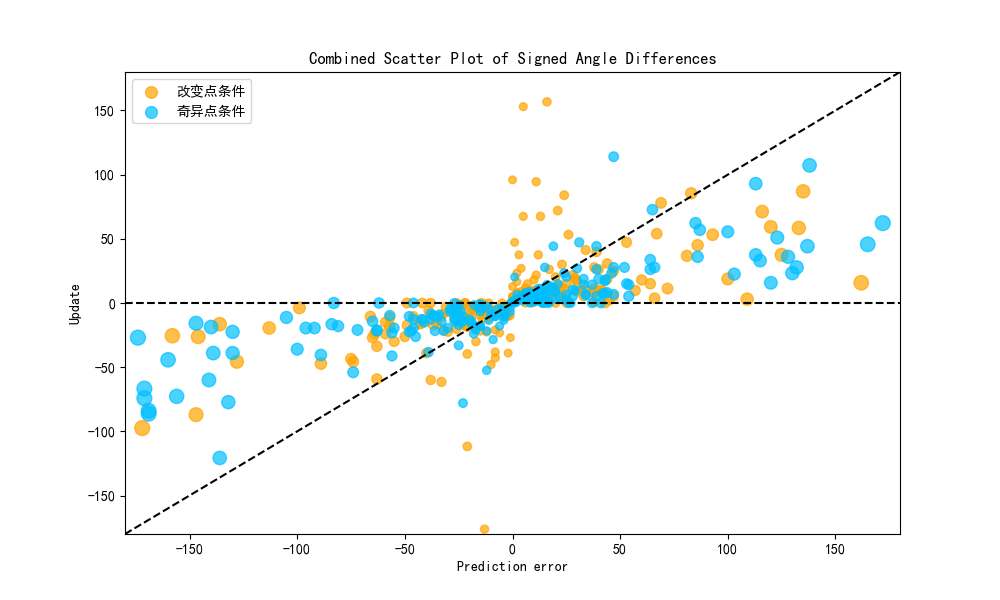 Combined Scatter Plot of Signed Angle Differences
改变点条件
奇异点条件
Update
150
100
50
0
−50
−100
−150
−150
−100
−50
0
50
100
150
Prediction error